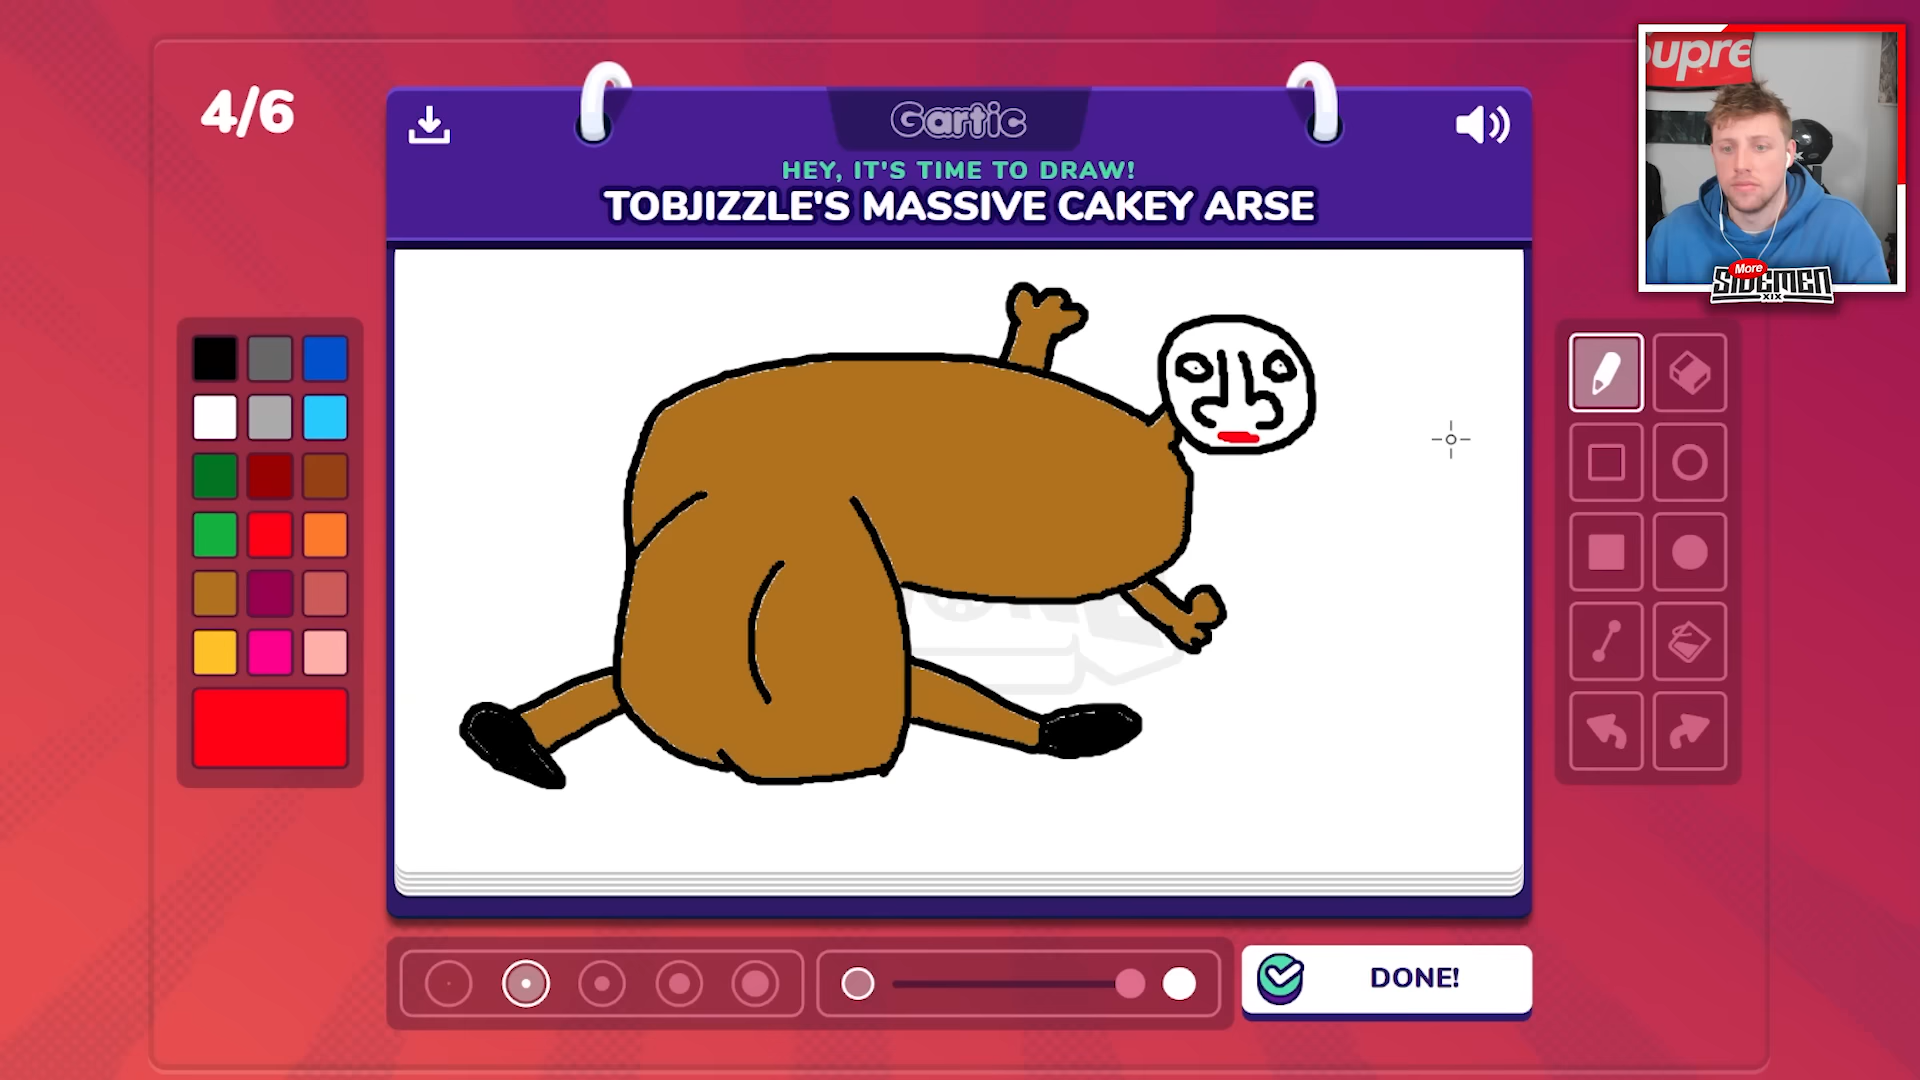 4/6
Gartic
HEY, IT'S TIME TO DRAW!
TOBJIZZLE'S MASSIVE CAKEY ARSE
DONE!
upre
More
SIDEMEN
XIX